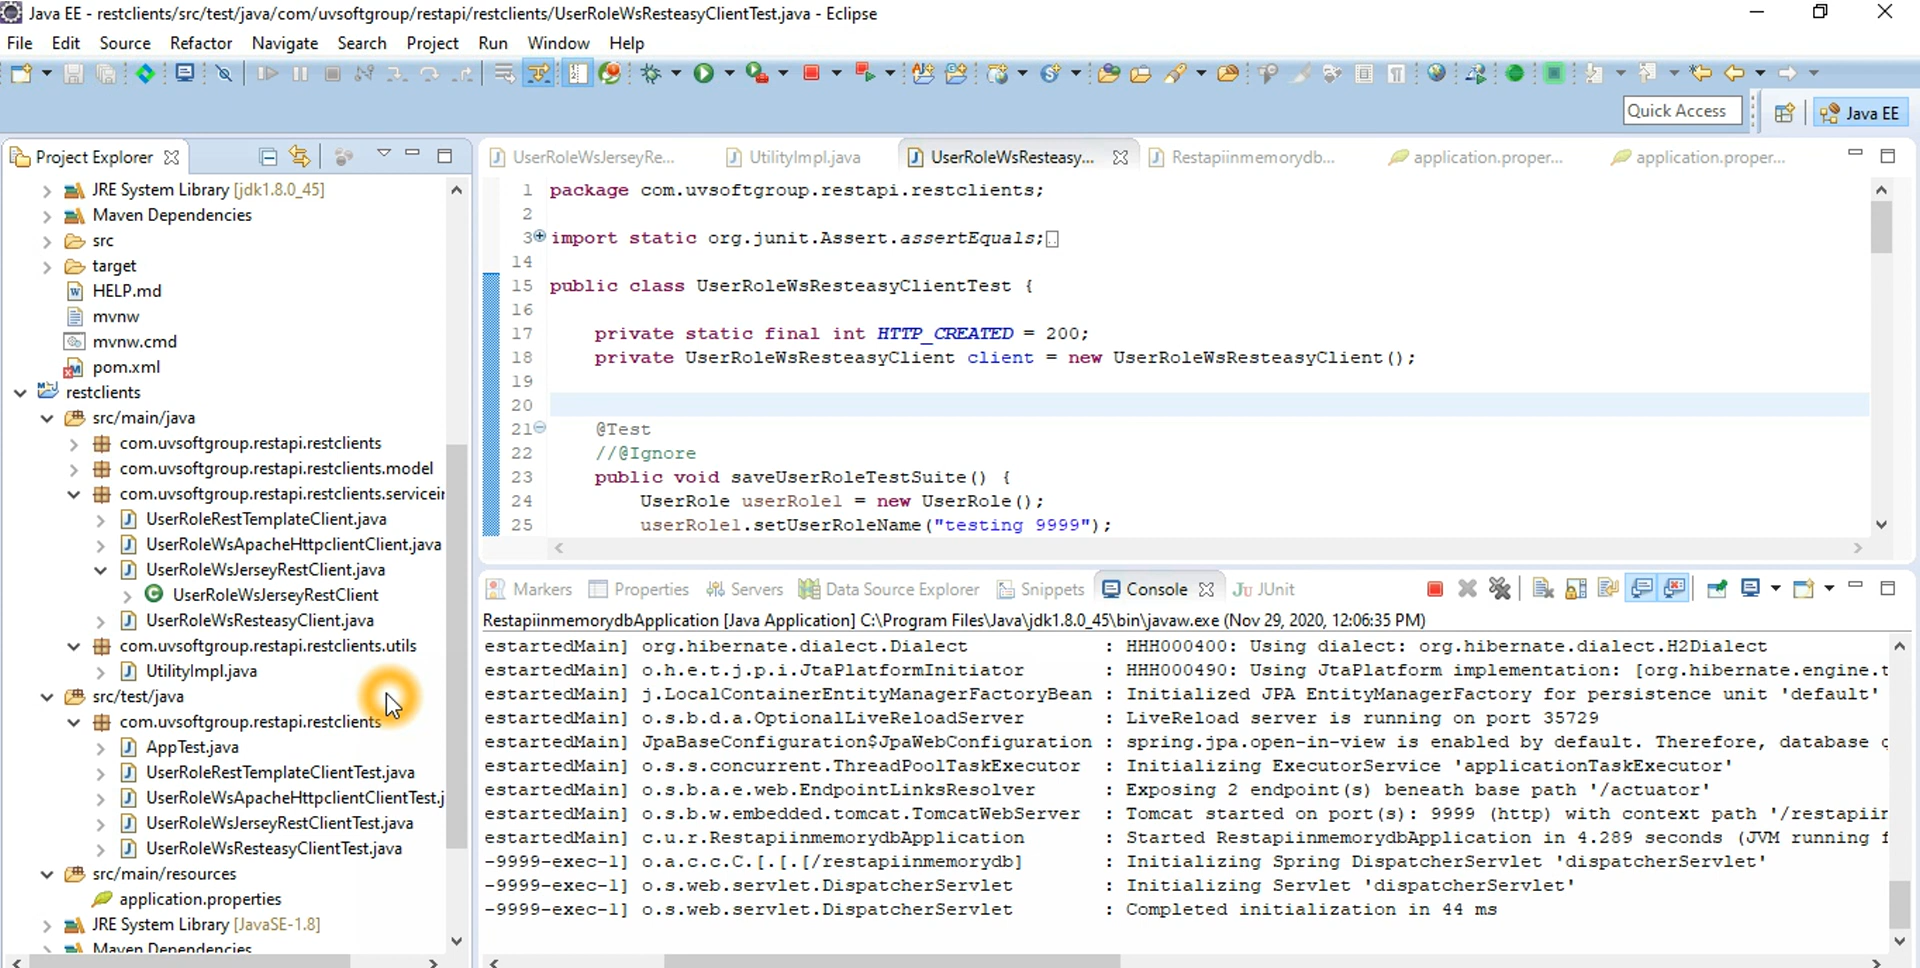 Java EE - restclients/src/test/java/com/uvsoftgroup/restapi/restclients/UserRoleWsResteasyClientTest.java - Eclipse
File Edit Source Refactor Navigate Search Project Run Window Help
Quick Access
Java EE
Project Explorer
JRE System Library [jdk1.8.0_45]
Maven Dependencies
src
target
HELP.md
mvnw
mvnw.cmd
pom.xml
restclients
src/main/java
com.uvsoftgroup.restapi.restclients
com.uvsoftgroup.restapi.restclients.model
com.uvsoftgroup.restapi.restclients.servicei
UserRoleRestTemplateClient.java
UserRoleWsApacheHttpclientClient.java
UserRoleWsJerseyRestClient.java
UserRoleWsJerseyRestClient
UserRoleWsResteasyClient.java
com.uvsoftgroup.restapi.restclients.utils
UtilityImpl.java
src/test/java
com.uvsoftgroup.restapi.restclients
AppTest.java
UserRoleRestTemplateClientTest.java
UserRoleWsApacheHttpclientClientTest.j
UserRoleWsJerseyRestClientTest.java
UserRoleWsResteasyClientTest.java
src/main/resources
application.properties
JRE System Library [JavaSE-1.8]
Maven Dependencies
UserRoleWsJerseyRe... UtilityImpl.java UserRoleWsResteasy... Restapiinmemorydb... application.proper... application.proper...
1 package com.uvsoftgroup.restapi.restclients;
2
3 import static org.junit.Assert.assertEquals;
14
15 public class UserRoleWsResteasyClientTest {
16
17 private static final int HTTP_CREATED = 200;
18 private UserRoleWsResteasyClient client = new UserRoleWsResteasyClient();
19
20
21 @Test
22 //@Ignore
23 public void saveUserRoleTestSuite() {
24 UserRole userRole1 = new UserRole();
25 userRole1.setUserRoleName("testing 9999");
Markers Properties Servers Data Source Explorer Snippets Console JUnit
RestapiinmemorydbApplication [Java Application] C:\Program Files\Java\jdk1.8.0_45\bin\javaw.exe (Nov 29, 2020, 12:06:35 PM)
estartedMain] org.hibernate.dialect.Dialect : HHH000400: Using dialect: org.hibernate.dialect.H2Dialect
estartedMain] o.h.e.t.j.p.i.JtaPlatformInitiator : HHH000490: Using JtaPlatform implementation: [org.hibernate.engine.t
estartedMain] j.LocalContainerEntityManagerFactoryBean : Initialized JPA EntityManagerFactory for persistence unit 'default'
estartedMain] o.s.b.d.a.OptionalLiveReloadServer : LiveReload server is running on port 35729
estartedMain] JpaBaseConfiguration$JpaWebConfiguration : spring.jpa.open-in-view is enabled by default. Therefore, database q
estartedMain] o.s.s.concurrent.ThreadPoolTaskExecutor : Initializing ExecutorService 'applicationTaskExecutor'
estartedMain] o.s.b.a.e.web.EndpointLinksResolver : Exposing 2 endpoint(s) beneath base path '/actuator'
estartedMain] o.s.b.w.embedded.tomcat.TomcatWebServer : Tomcat started on port(s): 9999 (http) with context path '/restapiin
estartedMain] c.u.r.RestapiinmemorydbApplication : Started RestapiinmemorydbApplication in 4.289 seconds (JVM running f
-9999-exec-1] o.a.c.c.C.[.[.[/restapiinmemorydb] : Initializing Spring DispatcherServlet 'dispatcherServlet'
-9999-exec-1] o.s.web.servlet.DispatcherServlet : Initializing Servlet 'dispatcherServlet'
-9999-exec-1] o.s.web.servlet.DispatcherServlet : Completed initialization in 44 ms